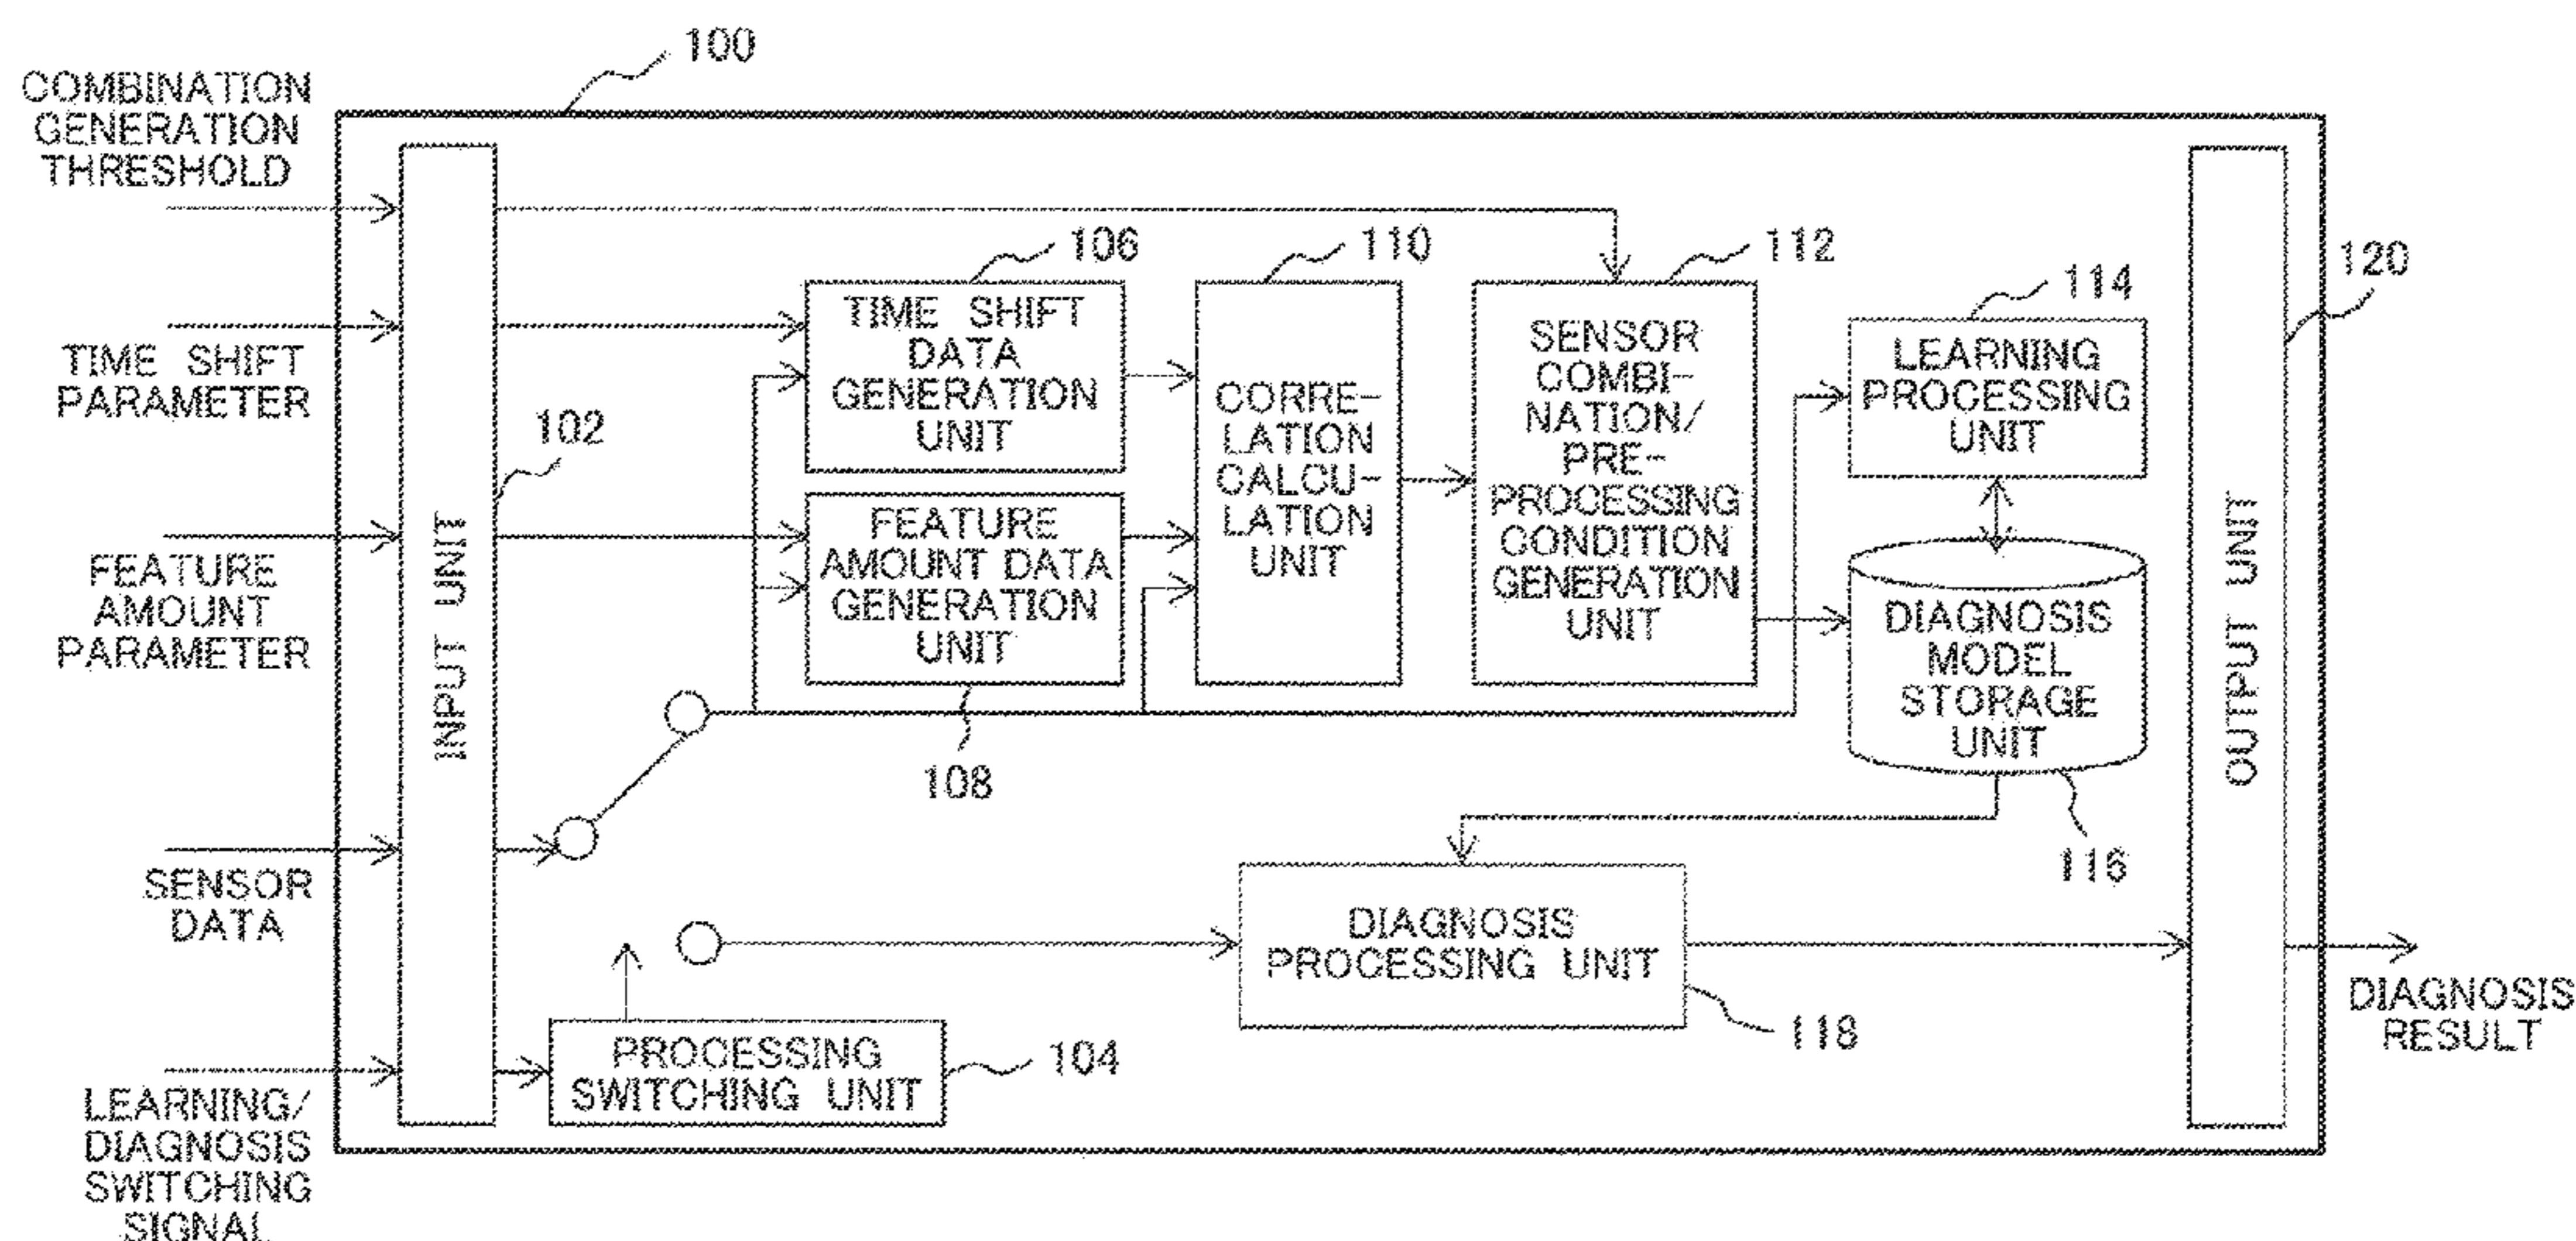 100
COMBINATION
GENERATION
THRESHOLD
TIME SHIFT
PARAMETER
FEATURE
AMOUNT
PARAMETER
SENSOR
DATA
LEARNING/
DIAGNOSIS
SWITCHING
SIGNAL
102
INPUT UNIT
106
TIME SHIFT
DATA
GENERATION
UNIT
FEATURE
AMOUNT DATA
GENERATION
UNIT
108
110
CORRE-
LATION
CALCU-
LATION
UNIT
112
SENSOR
COMBI-
NATION/
PRE-
PROCESSING
CONDITION
GENERATION
UNIT
114
LEARNING
PROCESSING
UNIT
DIAGNOSIS
MODEL
STORAGE
UNIT
116
PROCESSING
SWITCHING UNIT
104
DIAGNOSIS
PROCESSING UNIT
118
120
OUTPUT UNIT
DIAGNOSIS
RESULT